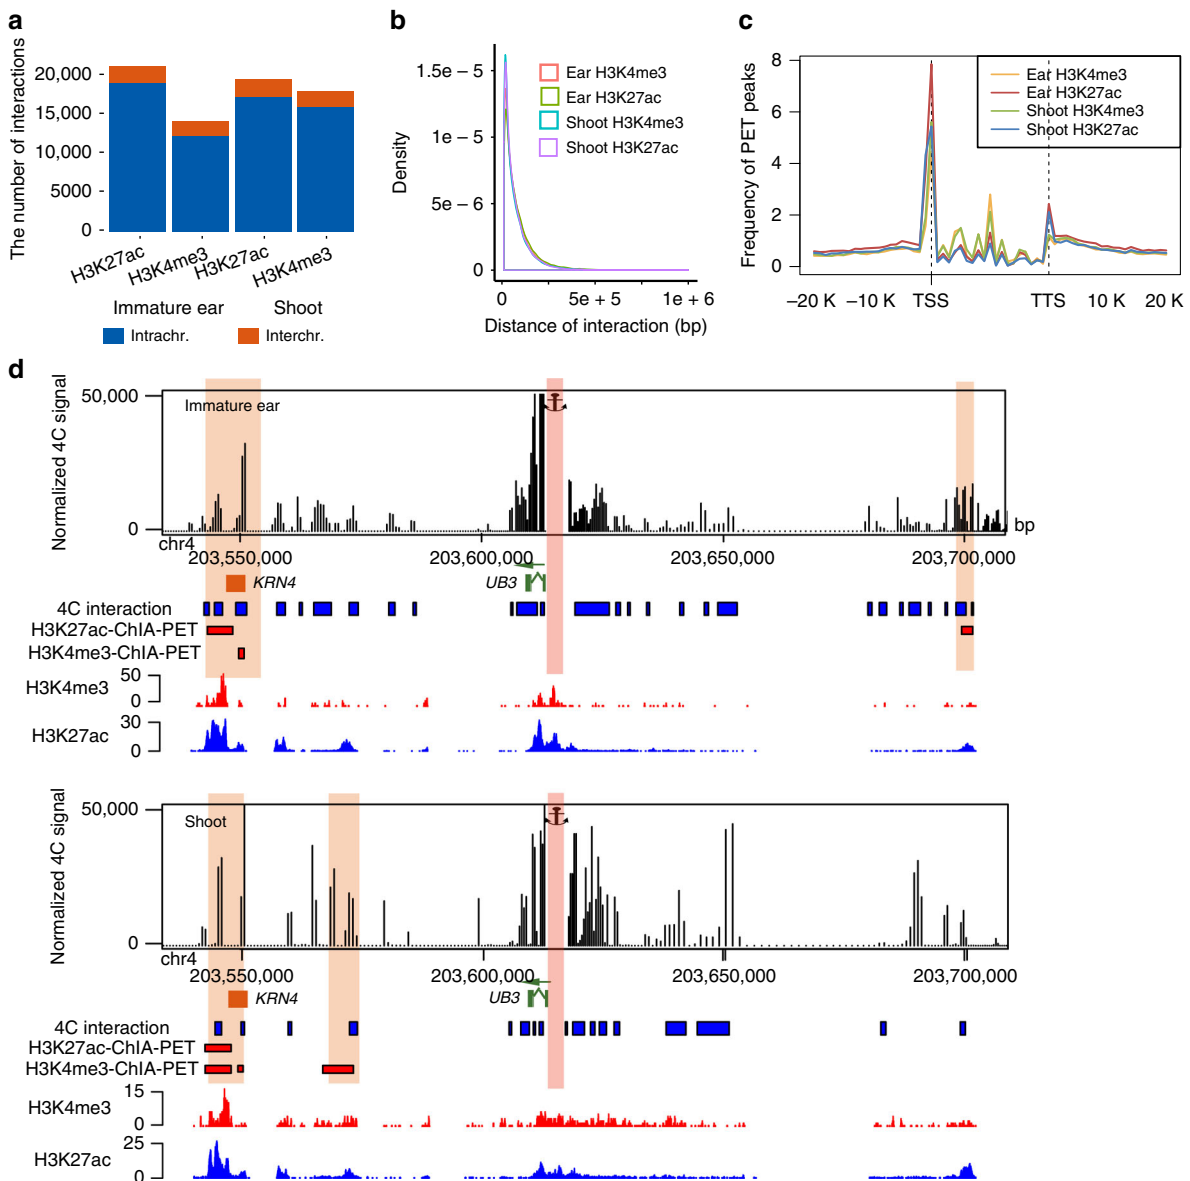 a
The number of interactions
20,000
15,000
10,000
5000
0
H3K27ac
H3K4me3
H3K27ac
H3K4me3
Immature ear
Shoot
Intrachr.
Interchr.
b
Density
1.5e – 5
1e – 5
5e – 6
0
0
5e + 5
1e + 6
Distance of interaction (bp)
Ear H3K4me3
Ear H3K27ac
Shoot H3K4me3
Shoot H3K27ac
c
Frequency of PET peaks
8
6
4
2
0
–20 K
–10 K
TSS
TTS
10 K
20 K
Ear H3K4me3
Ear H3K27ac
Shoot H3K4me3
Shoot H3K27ac
d
Normalized 4C signal
50,000
0
Immature ear
bp
chr4
203,550,000
203,600,000
203,650,000
203,700,000
KRN4
UB3
4C interaction
H3K27ac-ChIA-PET
H3K4me3-ChIA-PET
H3K4me3
50
0
H3K27ac
30
0
Normalized 4C signal
50,000
0
Shoot
chr4
203,550,000
203,600,000
203,650,000
203,700,000
KRN4
UB3
4C interaction
H3K27ac-ChIA-PET
H3K4me3-ChIA-PET
H3K4me3
15
0
H3K27ac
25
0